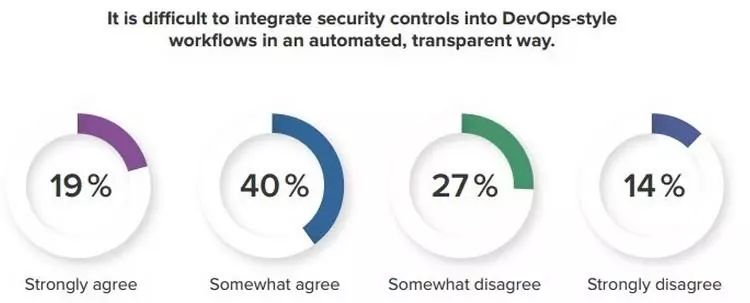 It is difficult to integrate security controls into DevOps-style
workflows in an automated, transparent way.
19%
40%
27%
14%
Strongly agree
Somewhat agree
Somewhat disagree
Strongly disagree